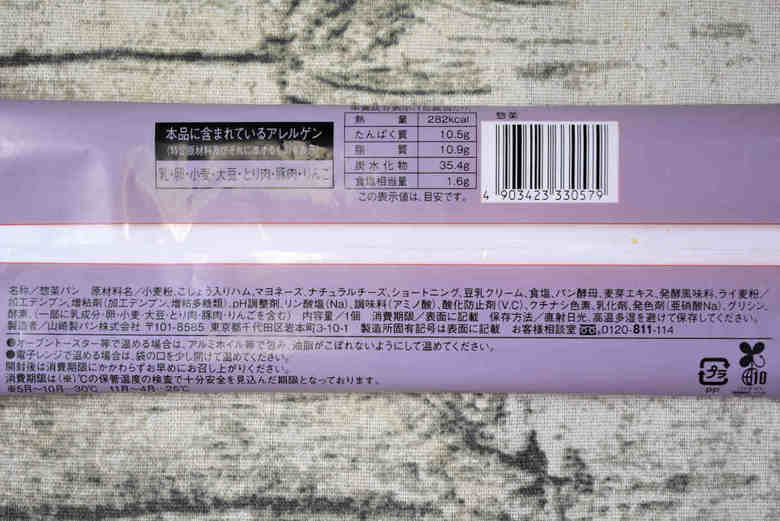 本品に含まれているアレルゲン
乳・卵・小麦・大豆・とり肉・豚肉・りんご
熱量 282kcal
たんぱく質 10.5g
脂質 10.9g
炭水化物 35.4g
食塩相当量 1.6g
この表示値は、目安です。
惣菜
4 903423 330579
名称/惣菜パン 原材料名/小麦粉、こしょう入りハム、マヨネーズ、ナチュラルチーズ、ショートニング、豆乳クリーム、食塩、パン酵母、麦芽エキス、発酵風味料、ライ麦粉/
加工デンプン、増粘剤(加工デンプン、増粘多糖類)、pH調整剤、リン酸塩(Na)、調味料(アミノ酸)、酸化防止剤(V.C)、クチナシ色素、乳化剤、発色剤(亜硝酸Na)、グリシン、
酵素、(一部に乳成分・卵・小麦・大豆・とり肉・豚肉・りんごを含む) 内容量/1個 消費期限/表面に記載 保存方法/直射日光、高温多湿を避けて保存してください。
製造者/山崎製パン株会社 〒101-8585 東京都千代田区岩本町3-10-1 製造所固有記号は表面に記載 お客様相談室 0120-811-114
●オーブントースター等で温める場合は、アルミホイル等で包み、油脂がこぼれないようにして温めてください。
●電子レンジで温める場合は、袋の口を少し開けて温めてください。
開封後は消費期限にかかわらずお早めにお召し上がりください。
消費期限は(※)℃の保管温度の検査で十分安全を見込んだ期限となっております。
※5月~10月…30℃ 11月~4月…25℃
プラ
PP